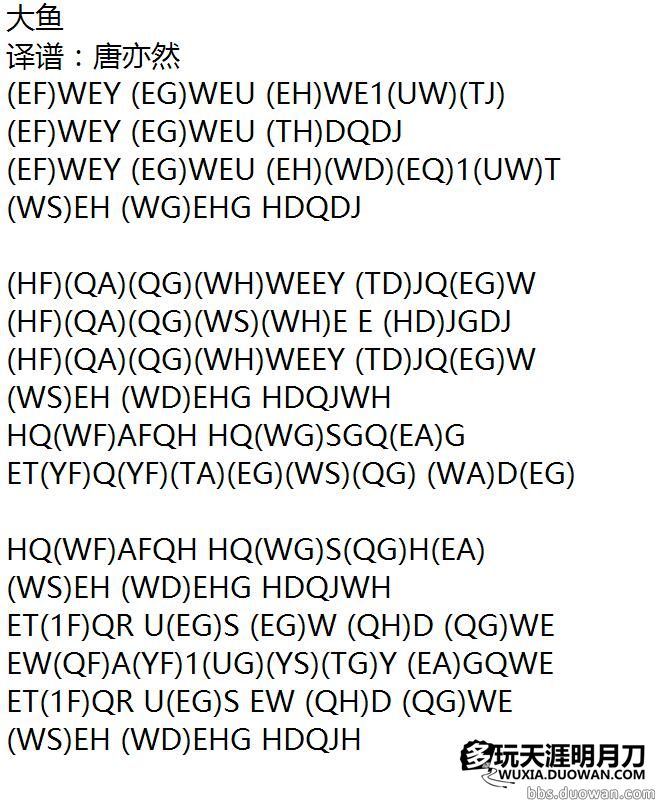 大鱼
译谱：唐亦然
(EF)WEY (EG)WEU (EH)WE1(UW)(TJ)
(EF)WEY (EG)WEU (TH)DQDJ
(EF)WEY (EG)WEU (EH)(WD)(EQ)1(UW)T
(WS)EH (WG)EHG HDQDJ
(HF)(QA)(QG)(WH)WEEY (TD)JQ(EG)W
(HF)(QA)(QG)(WS)(WH)E E (HD)JGDJ
(HF)(QA)(QG)(WH)WEEY (TD)JQ(EG)W
(WS)EH (WD)EHG HDQJWH
HQ(WF)AFQH HQ(WG)SGQ(EA)G
ET(YF)Q(YF)(TA)(EG)(WS)(QG) (WA)D(EG)
HQ(WF)AFQH HQ(WG)S(QG)H(EA)
(WS)EH (WD)EHG HDQJWH
ET(1F)QR U(EG)S (EG)W (QH)D (QG)WE
EW(QF)A(YF)1(UG)(YS)(TG)Y (EA)GQWE
ET(1F)QR U(EG)S EW (QH)D (QG)WE
(WS)EH (WD)EHG HDQJH
多玩天涯明月刀
WUXIA.DUOWAN.COM
bbs.duowan.com